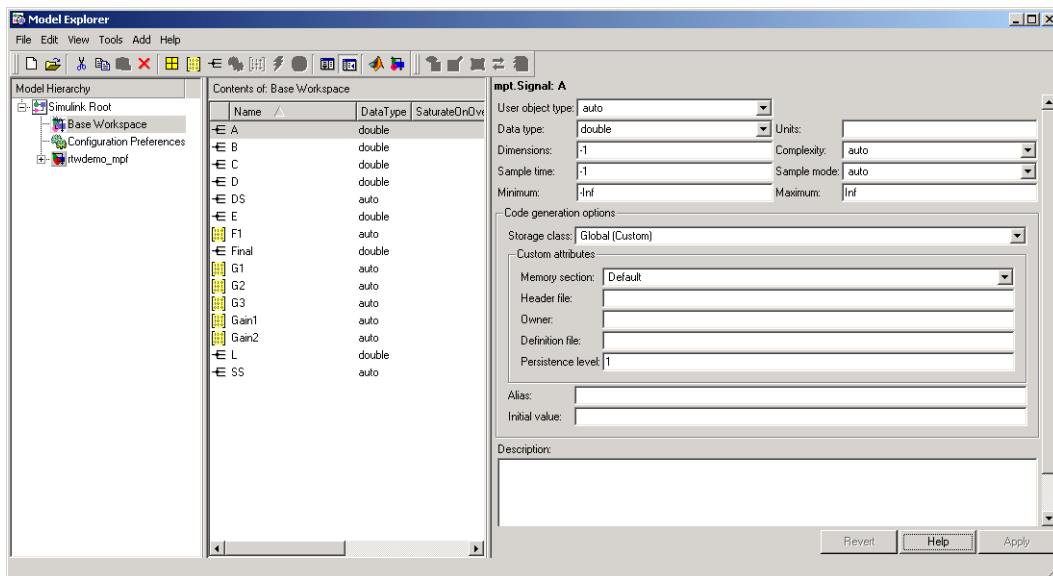 Model Explorer
File Edit View Tools Add Help
Model Hierarchy
Simulink Root
Base Workspace
Configuration Preferences
rtwdemo_mpf
Contents of: Base Workspace
Name DataType SaturateOnOve
A double
B double
C double
D double
DS auto
E double
F1 auto
Final double
G1 auto
G2 auto
G3 auto
Gain1 auto
Gain2 auto
L double
SS auto
mpt.Signal: A
User object type: auto
Data type: double Units:
Dimensions: -1 Complexity: auto
Sample time: -1 Sample mode: auto
Minimum: -Inf Maximum: Inf
Code generation options
Storage class: Global (Custom)
Custom attributes
Memory section: Default
Header file:
Owner:
Definition file:
Persistence level: 1
Alias:
Initial value:
Description:
Revert Help Apply